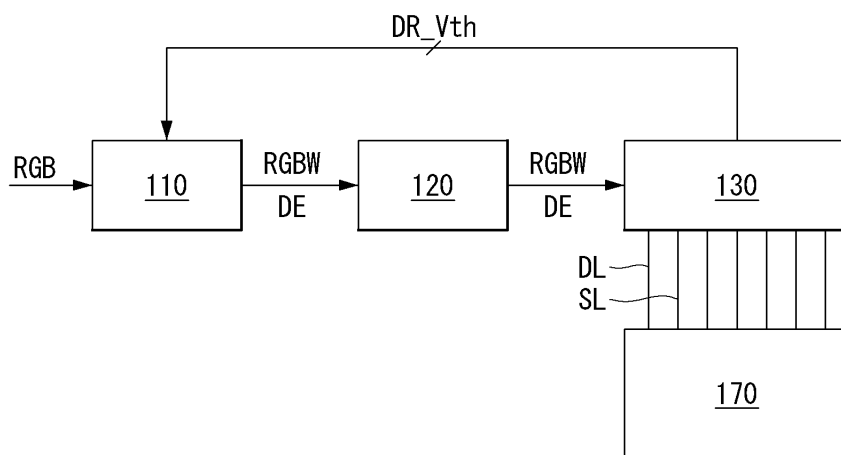 DR_Vth
RGB
110
RGBW
DE
120
RGBW
DE
130
DL
SL
170